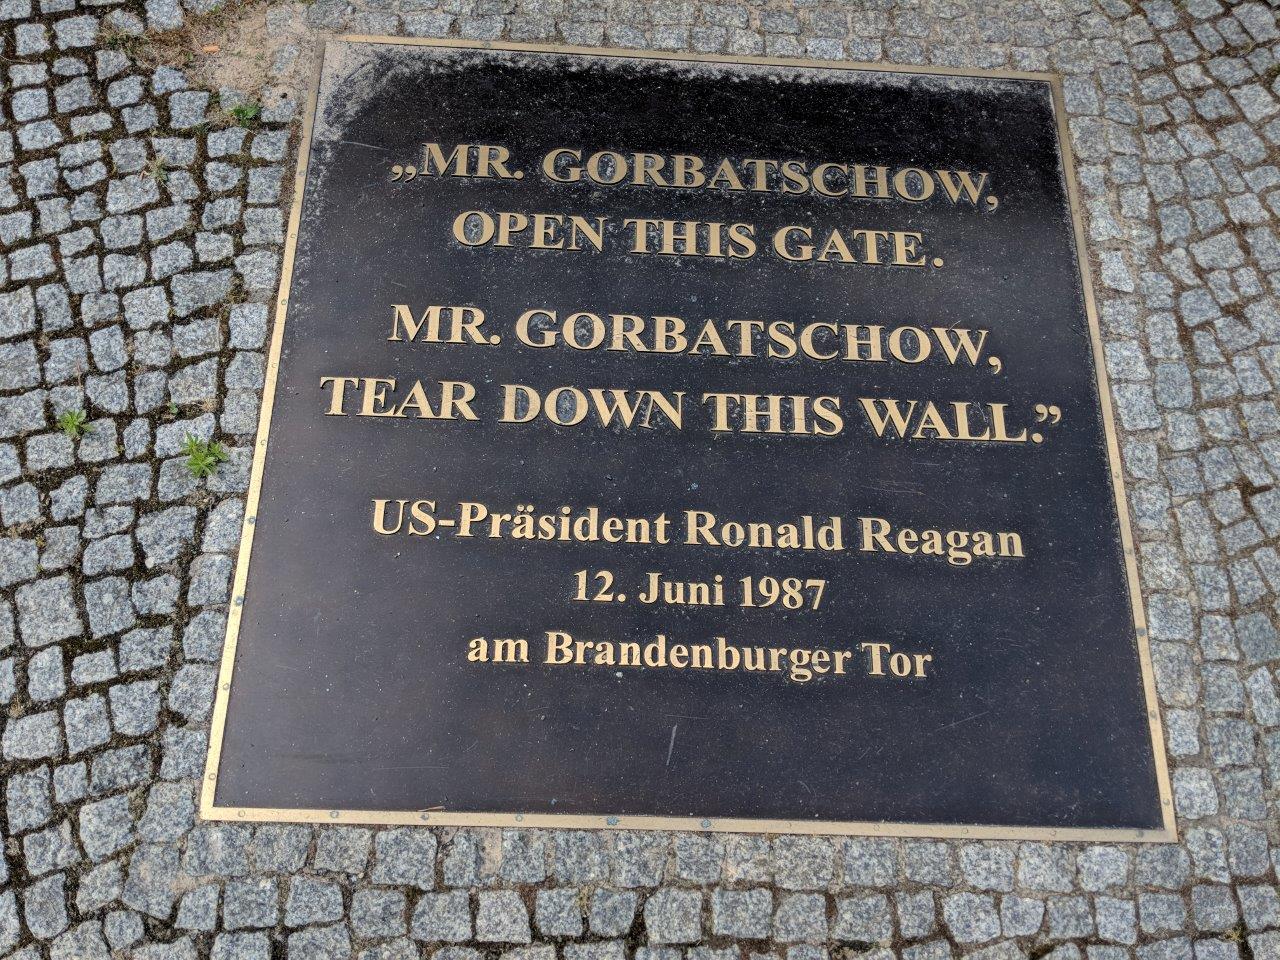 „MR. GORBATSCHOW,
OPEN THIS GATE.
MR. GORBATSCHOW,
TEAR DOWN THIS WALL.”
US-Präsident Ronald Reagan
12. Juni 1987
am Brandenburger Tor